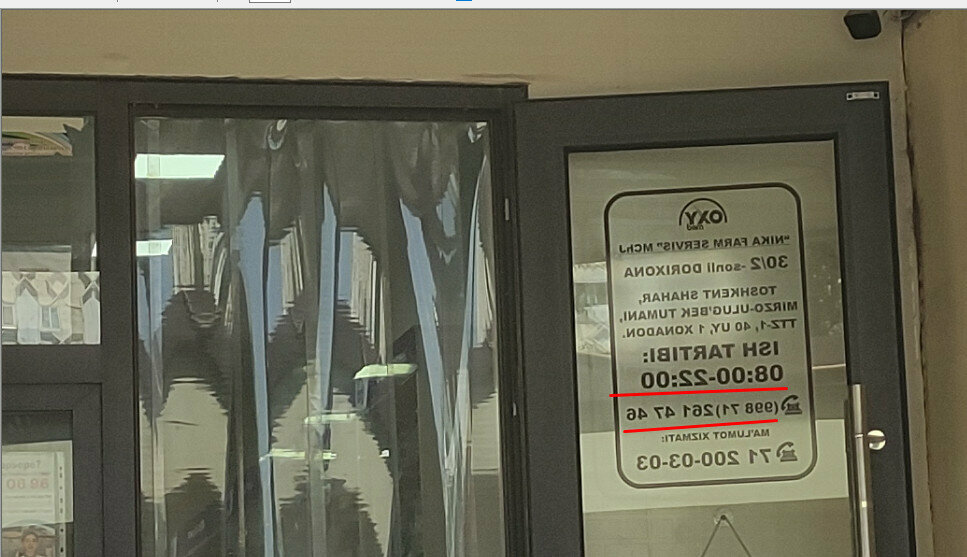 OXY
med
"NIKA FARM SERVIS" MChJ
30/2-sonli DORIXONA
TOSHKENT SHAHAR,
MIRZO-ULUG'BEK TUMANI,
TTZ-1, 40 UY, 1 XONADON.
ISH TARTIBI:
08:00-22:00
(998 71)261 47 46
MA'LUMOT XIZMATI:
71 200-03-03